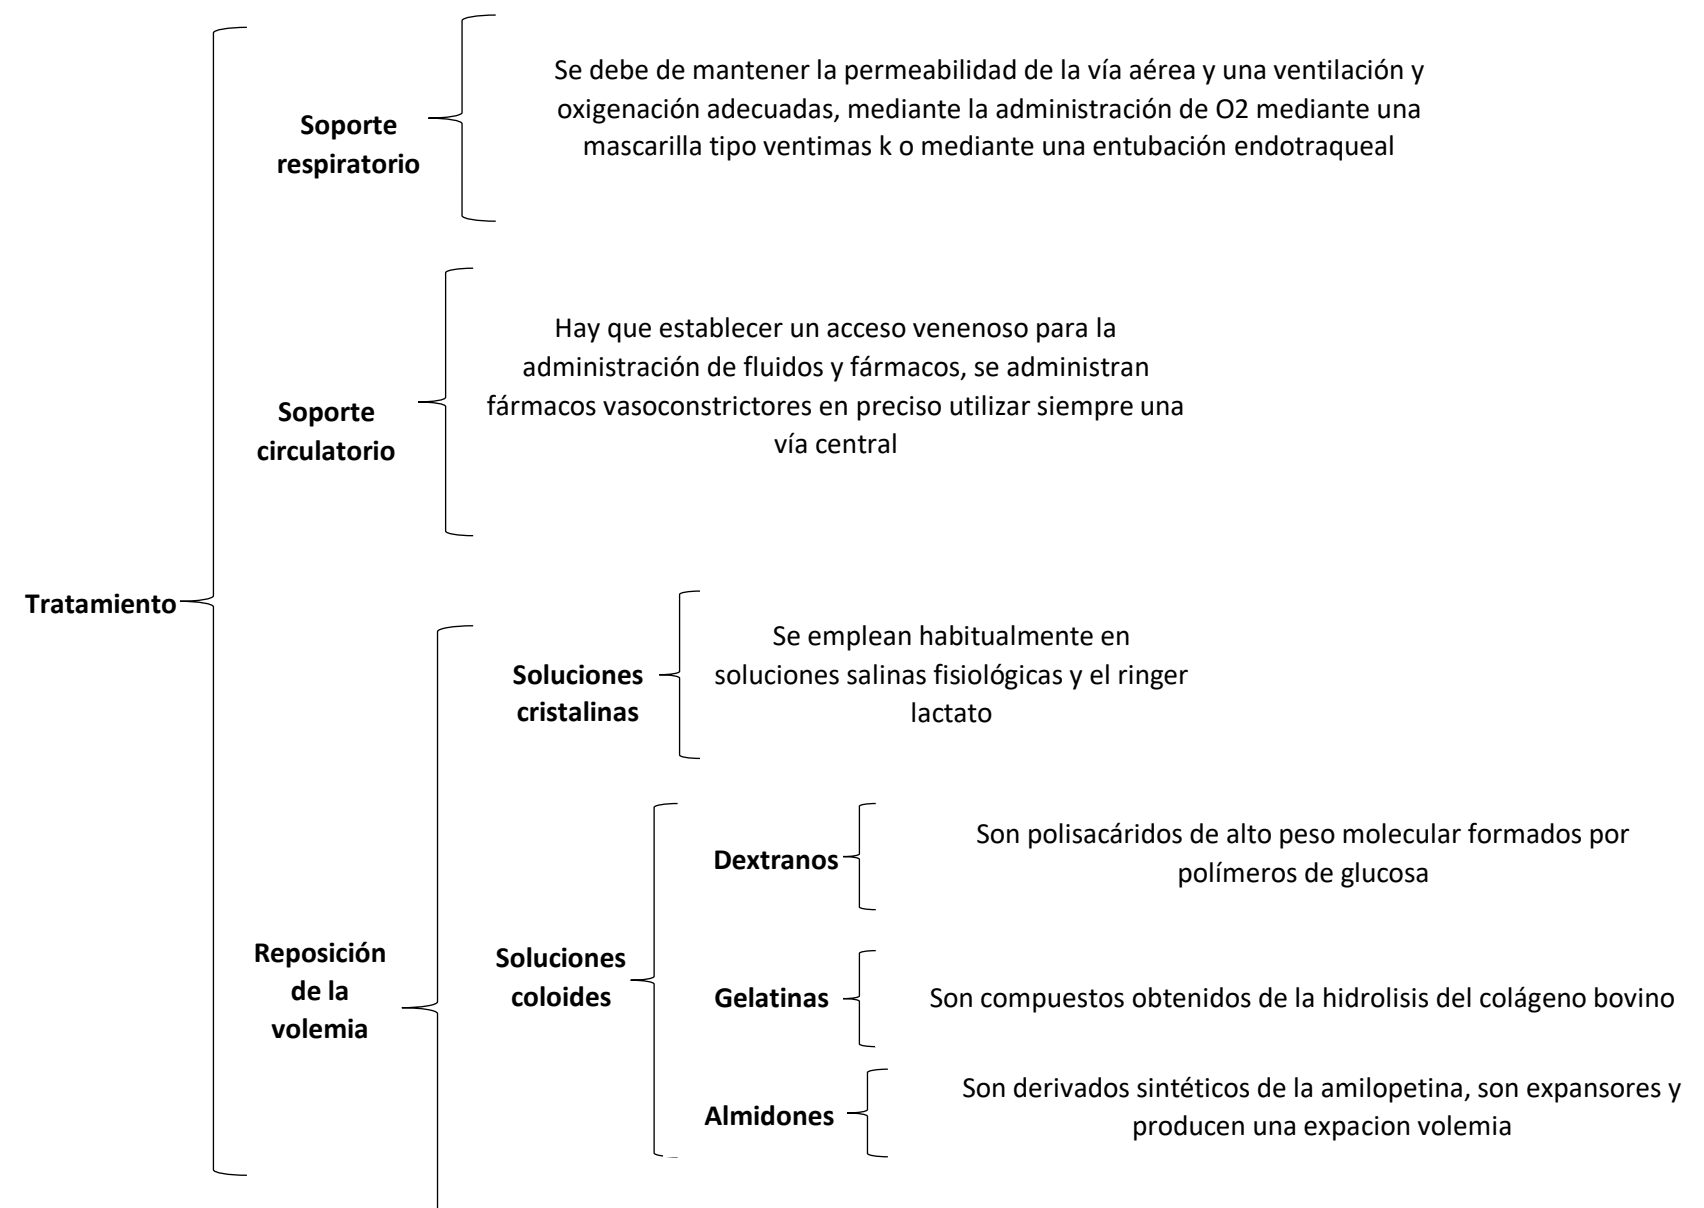 Tratamiento
Soporte
respiratorio
Se debe de mantener la permeabilidad de la vía aérea y una ventilación y
oxigenación adecuadas, mediante la administración de O2 mediante una
mascarilla tipo ventimas k o mediante una entubación endotraqueal
Soporte
circulatorio
Hay que establecer un acceso venenoso para la
administración de fluidos y fármacos, se administran
fármacos vasoconstrictores en preciso utilizar siempre una
vía central
Reposición
de la
volemia
Soluciones
cristalinas
Se emplean habitualmente en
soluciones salinas fisiológicas y el ringer
lactato
Soluciones
coloides
Dextranos
Son polisacáridos de alto peso molecular formados por
polímeros de glucosa
Gelatinas
Son compuestos obtenidos de la hidrolisis del colágeno bovino
Almidones
Son derivados sintéticos de la amilopetina, son expansores y
producen una expacion volemia